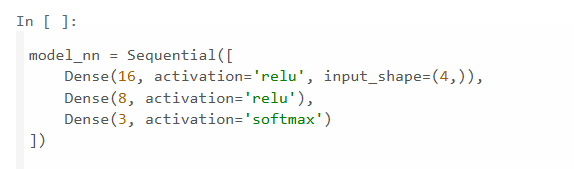 In [ ]:
model_nn = Sequential([
    Dense(16, activation='relu', input_shape=(4,)),
    Dense(8, activation='relu'),
    Dense(3, activation='softmax')
])